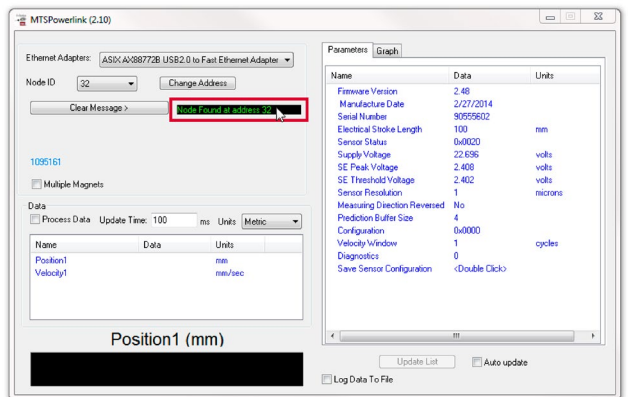 MTSPowerlink (2.10)
Ethernet Adapters: ASIX AX88772B USB2.0 to Fast Ethernet Adapter
Node ID 32 Change Address
Clear Message > Node Found at address 32
1095161
Multiple Magnets
Data
Process Data Update Time: 100 ms Units Metric
Name Data Units
Position1 mm
Velocity1 mm/sec
Position1 (mm)
Parameters Graph
Name Data Units
Firmware Version 2.48
Manufacture Date 2/27/2014
Serial Number 90555602
Electrical Stroke Length 100 mm
Sensor Status 0x0020
Supply Voltage 22.696 volts
SE Peak Voltage 2.408 volts
SE Threshold Voltage 2.402 volts
Sensor Resolution 1 microns
Measuring Direction Reversed No
Prediction Buffer Size 4
Configuration 0x0000
Velocity Window 1 cycles
Diagnostics 0
Save Sensor Configuration <Double Click>
Update List Auto update
Log Data To File